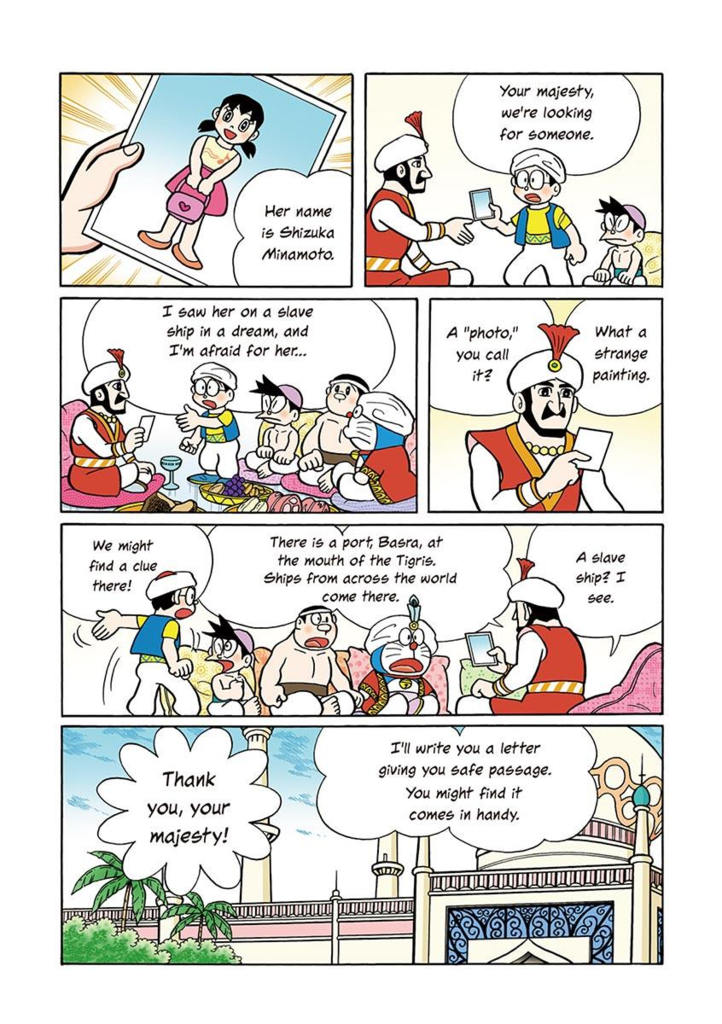 Her name
is Shizuka
Minamoto.
Your majesty,
we're looking
for someone.
I saw her on a slave
ship in a dream, and
I'm afraid for her...
A "photo,"
you call
it?
What a
strange
painting.
We might
find a clue
there!
There is a port, Basra, at
the mouth of the Tigris.
Ships from across the world
come there.
A slave
ship? I
see.
Thank
you, your
majesty!
I'll write you a letter
giving you safe passage.
You might find it
comes in handy.